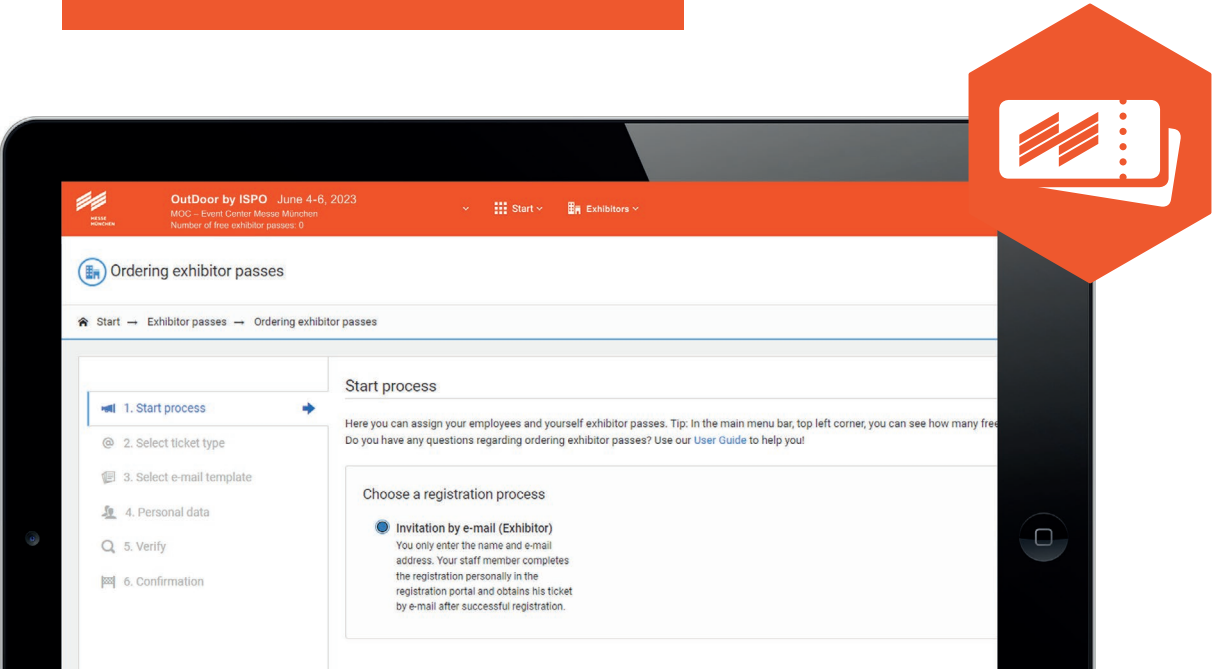 OutDoor by ISPO June 4-6, 2023
MOC – Event Center Messe München
Number of free exhibitor passes: 0
MESSE
MÜNCHEN
Start
Exhibitors
Ordering exhibitor passes
Start → Exhibitor passes → Ordering exhibitor passes
1. Start process
@ 2. Select ticket type
3. Select e-mail template
4. Personal data
5. Verify
6. Confirmation
Start process
Here you can assign your employees and yourself exhibitor passes. Tip: In the main menu bar, top left corner, you can see how many free
Do you have any questions regarding ordering exhibitor passes? Use our User Guide to help you!
Choose a registration process
Invitation by e-mail (Exhibitor)
You only enter the name and e-mail
address. Your staff member completes
the registration personally in the
registration portal and obtains his ticket
by e-mail after successful registration.